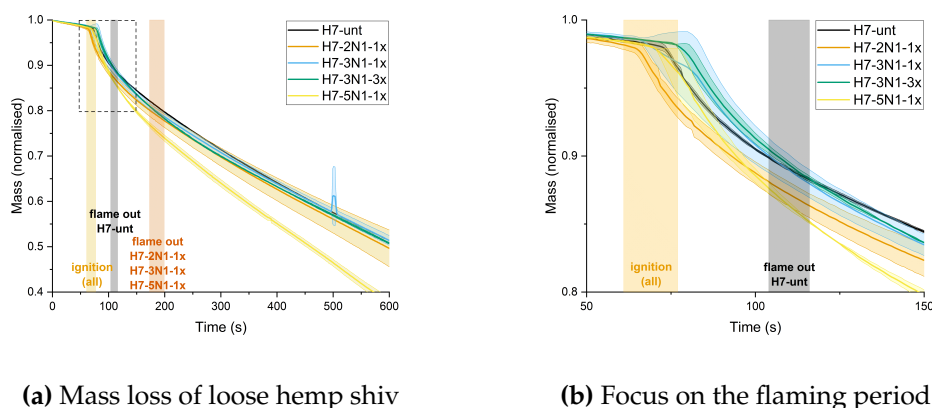 1.0
0.9
0.8
0.7
0.6
0.5
0.4
Mass (normalised)
0
100
200
300
400
500
600
Time (s)
H7-unt
H7-2N1-1x
H7-3N1-1x
H7-3N1-3x
H7-5N1-1x
flame out
H7-unt
ignition
(all)
flame out
H7-2N1-1x
H7-3N1-1x
H7-5N1-1x
(a) Mass loss of loose hemp shiv
1.0
0.9
0.8
Mass (normalised)
50
100
150
Time (s)
H7-unt
H7-2N1-1x
H7-3N1-1x
H7-3N1-3x
H7-5N1-1x
ignition
(all)
flame out
H7-unt
(b) Focus on the flaming period